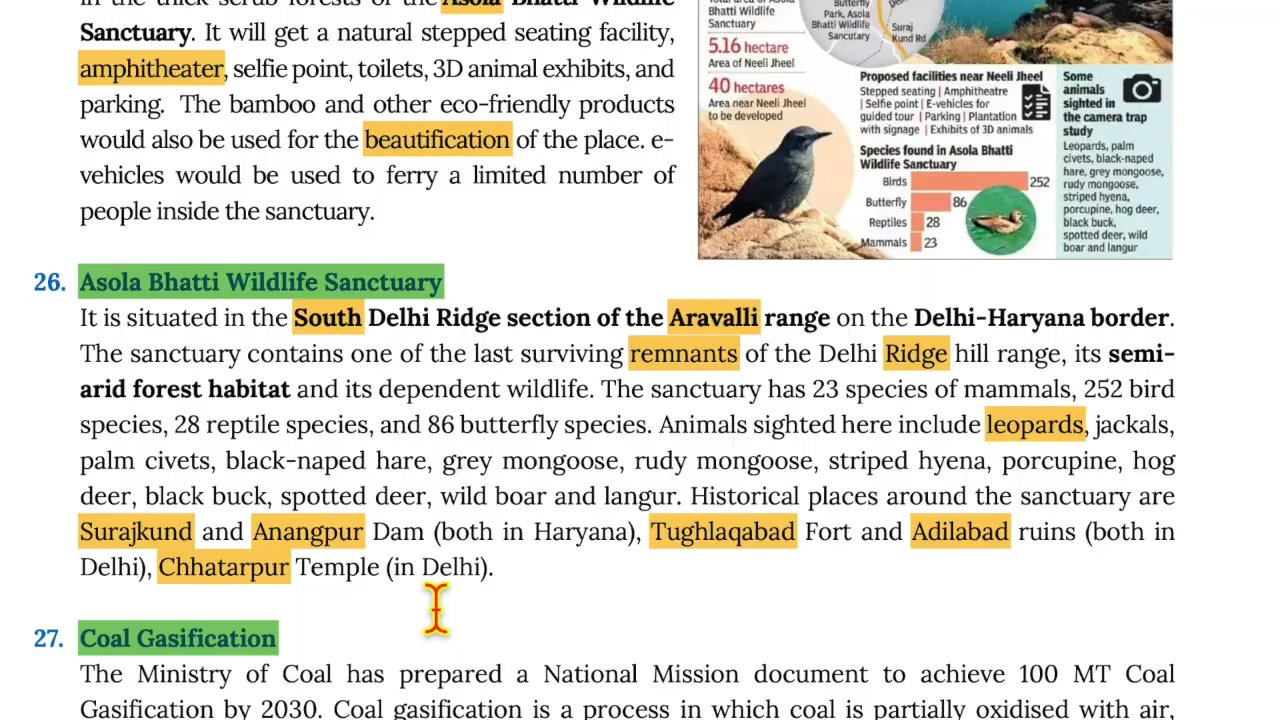 in the thick scrub forests of the Asola Bhatti Wildlife
Sanctuary. It will get a natural stepped seating facility,
amphitheater, selfie point, toilets, 3D animal exhibits, and
parking. The bamboo and other eco-friendly products
would also be used for the beautification of the place. e-
vehicles would be used to ferry a limited number of
people inside the sanctuary.
Total area of Asola
Bhatti Wildlife
Sanctuary
5.16 hectare
Area of Neeli Jheel
40 hectares
Area near Neeli Jheel
to be developed
Butterfly
Park, Asola
Bhatti Wildlife
Sancutary
Suraj
Kund Rd
Proposed facilities near Neeli Jheel
Stepped seating | Amphitheatre
| Selfie point | E-vehicles for
guided tour | Parking | Plantation
with signage | Exhibits of 3D animals
Species found in Asola Bhatti
Wildlife Sanctuary
Birds 252
Butterfly 86
Reptiles 28
Mammals 23
Some
animals
sighted in
the camera trap
study
Leopards, palm
civets, black-naped
hare, grey mongoose,
rudy mongoose,
striped hyena,
porcupine, hog deer,
black buck,
spotted deer, wild
boar and langur
26. Asola Bhatti Wildlife Sanctuary
It is situated in the South Delhi Ridge section of the Aravalli range on the Delhi-Haryana border.
The sanctuary contains one of the last surviving remnants of the Delhi Ridge hill range, its semi-
arid forest habitat and its dependent wildlife. The sanctuary has 23 species of mammals, 252 bird
species, 28 reptile species, and 86 butterfly species. Animals sighted here include leopards, jackals,
palm civets, black-naped hare, grey mongoose, rudy mongoose, striped hyena, porcupine, hog
deer, black buck, spotted deer, wild boar and langur. Historical places around the sanctuary are
Surajkund and Anangpur Dam (both in Haryana), Tughlaqabad Fort and Adilabad ruins (both in
Delhi), Chhatarpur Temple (in Delhi).
27. Coal Gasification
The Ministry of Coal has prepared a National Mission document to achieve 100 MT Coal
Gasification by 2030. Coal gasification is a process in which coal is partially oxidised with air,